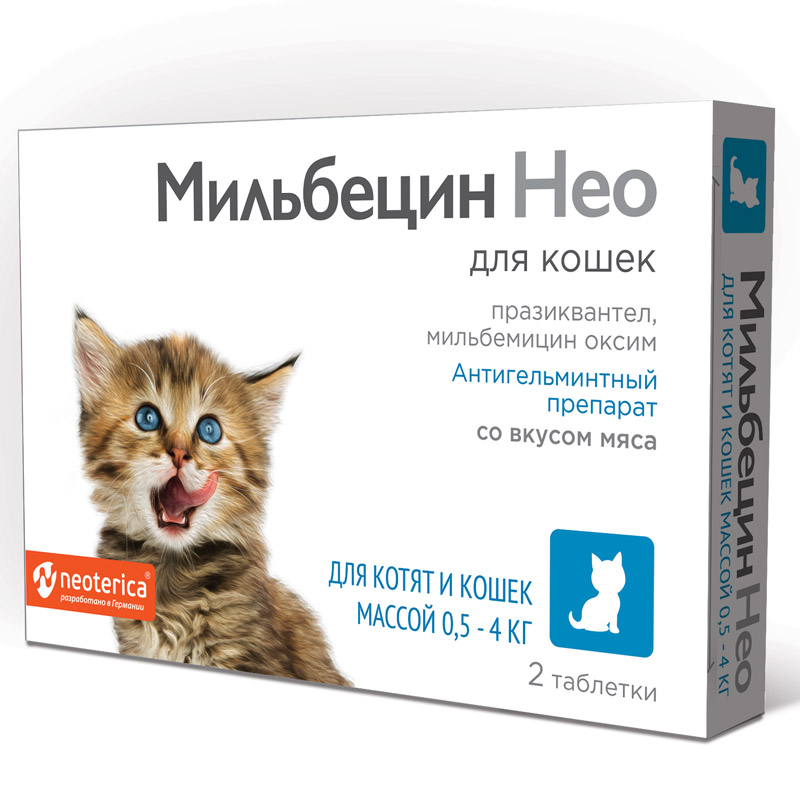 Мильбецин Нео
для кошек
празиквантел,
мильбемицин оксим
Антигельминтный
препарат
со вкусом мяса
neoterica®
разработано в Германии
ДЛЯ КОТЯТ И КОШЕК
МАССОЙ 0,5 - 4 КГ
2 таблетки
Мильбецин Нео
ДЛЯ КОТЯТ И КОШЕК МАССОЙ 0,5 - 4 КГ